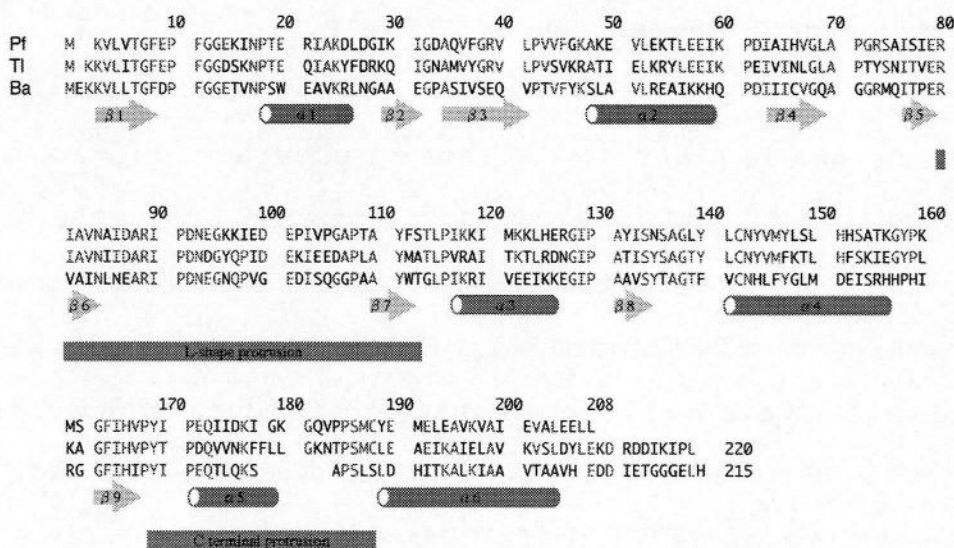 10 20 30 40 50 60 70 80
Pf M KVLVTGFEP FGGEKINPTE RIAKDLDGIK IGDAQVFGRV LPVVFGKAKE VLEKTLEEIK PDIAIHVGLA PGRSAISIER
Tl M KKVLITGFEP FGGDSKNPTE QIAKYFDRKQ IGNAMVYGRV LPVSVKRATI ELKRYLEEIK PEIVINLGLA PTYSNITVER
Ba MEKKVLLTGFDP FGGETVNPSW EAVKRLNGAA EGPASIVSEQ VPTVFYKSLA VLREAIKKHQ PDIIICVGQA GGRMQITPER
β1 α1 β2 β3 α2 β4 β5
90 100 110 120 130 140 150 160
IAVNAIDARI PDNEGKKIED EPIVPGAPTA YFSTLPIKKI MKKLHERGIP AYISNSAGLY LCNYVMYLSL HHSATKGYPK
IAVNIIDARI PDNDGYQPID EKIEEDAPLA YMATLPVRAI TKTLRDNGIP ATISYSAGTY LCNYVMFKTL HFSKIEGYPL
VAINLNEARI PDNEGNQPVG EDISQGGPAA YWTGLPIKRI VEEIKKEGIP AAVSYTAGTF VCNHLFYGLM DEISRHHPHI
β6 β7 α3 β8 α4
L-shape protrusion
170 180 190 200 208
MS GFIHVPYI PEQIIDKI GK GQVPPSMCYE MELEAVKVAI EVALEELL
KA GFIHVPYT PDQVVNKFFLL GKNTPSMCLE AEIKAIELAV KVSLDYLEKD RDDIKIPL 220
RG GFIHIPYI PEQTLQKS APSLSLD HITKALKIAA VTAAVH EDD IETGGGELH 215
β9 α5 α6
C terminal protrusion